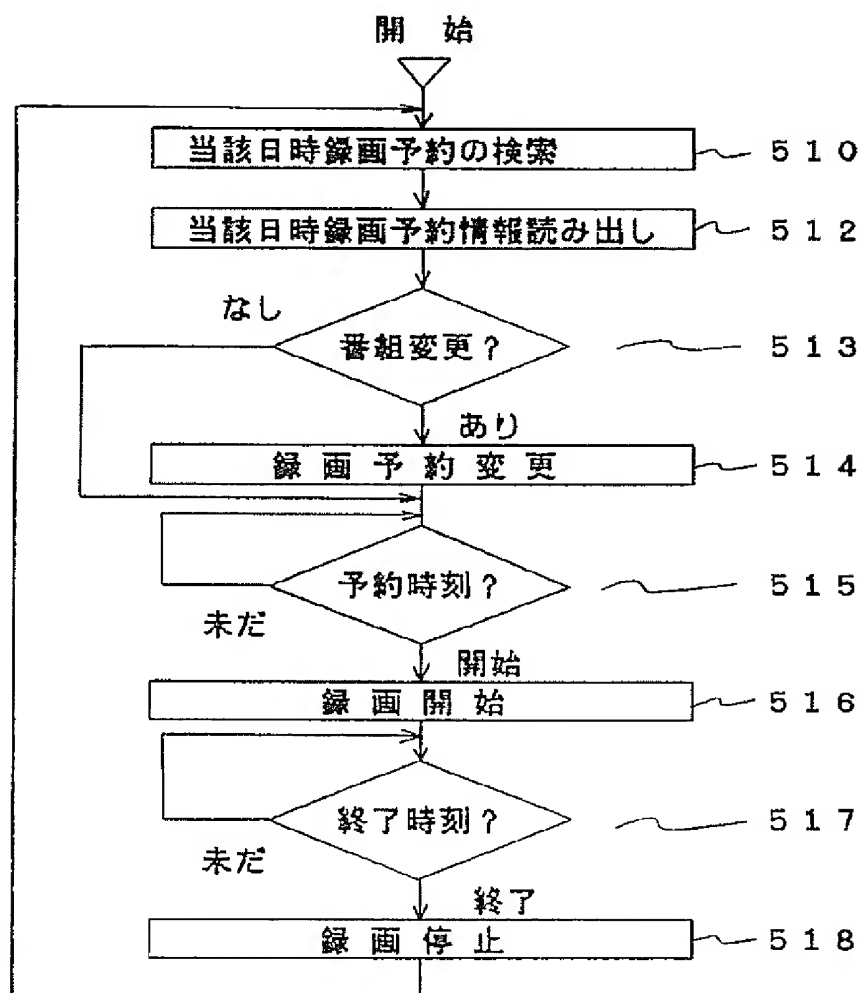 開 始
当該日時録画予約の検索 510
当該日時録画予約情報読み出し 512
なし
番組変更? 513
あり
録 画 予 約 変 更 514
予約時刻? 515
未だ
開始
録 画 開 始 516
終了時刻? 517
未だ
終了
録 画 停 止 518